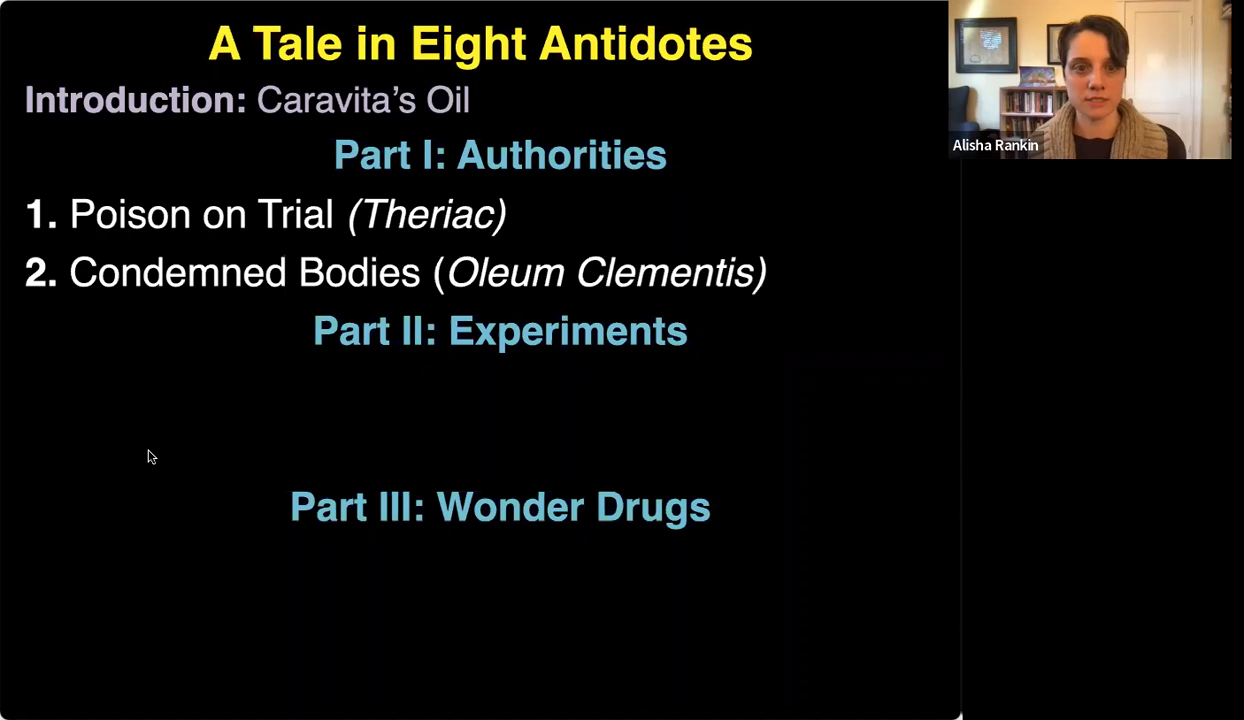 A Tale in Eight Antidotes
Introduction: Caravita's Oil
Part I: Authorities
1. Poison on Trial (Theriac)
2. Condemned Bodies (Oleum Clementis)
Part II: Experiments
Part III: Wonder Drugs
Alisha Rankin